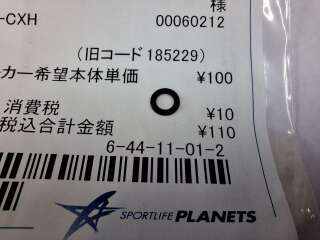 様
-CXH 00060212
(旧コード 185229)
カー希望本体単価 ¥100
消費税 ¥10
税込合計金額 ¥110
6-44-11-01-2
SPORTLIFE PLANETS